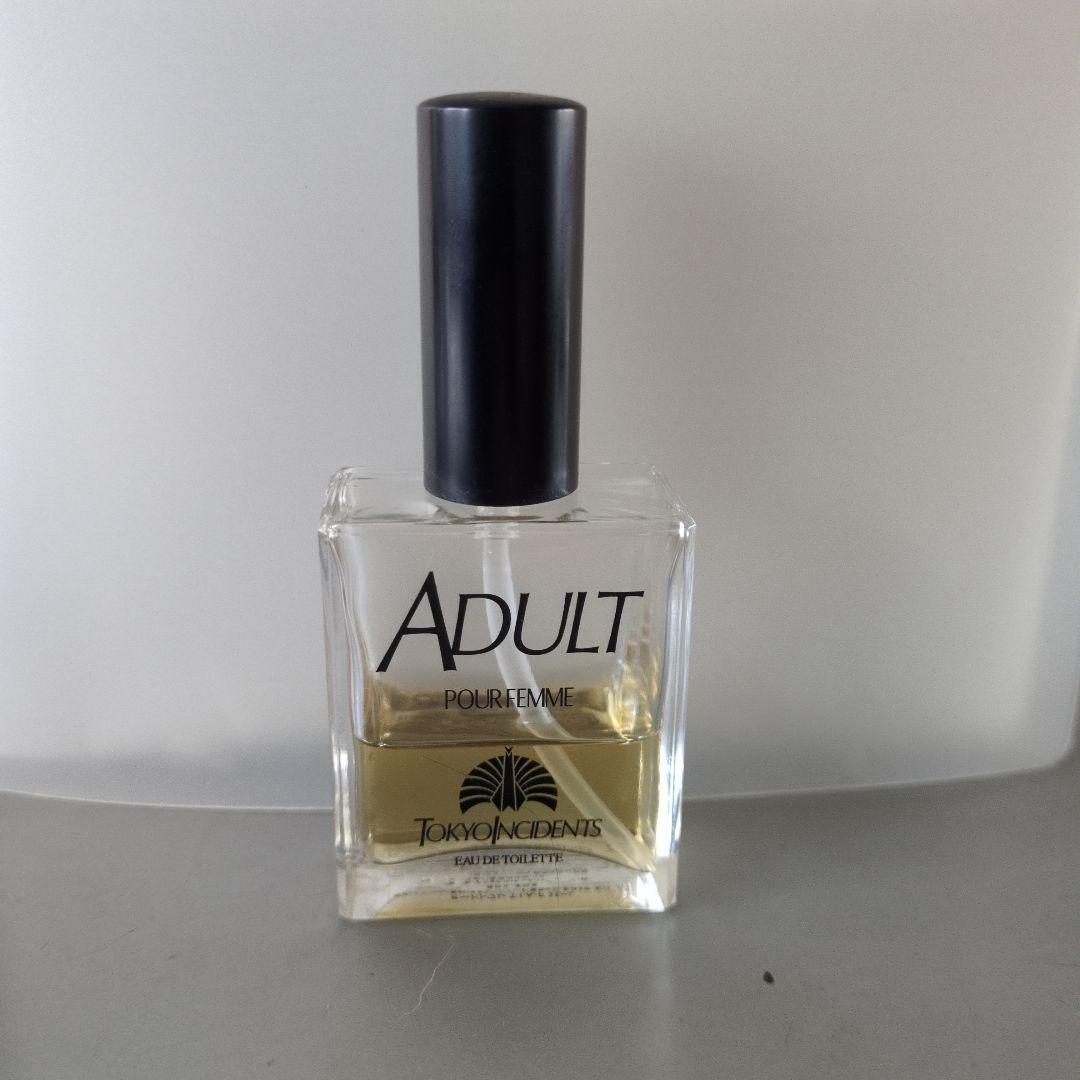 ADULT
POUR FEMME
TOKYO INCIDENTS
EAU DE TOILETTE